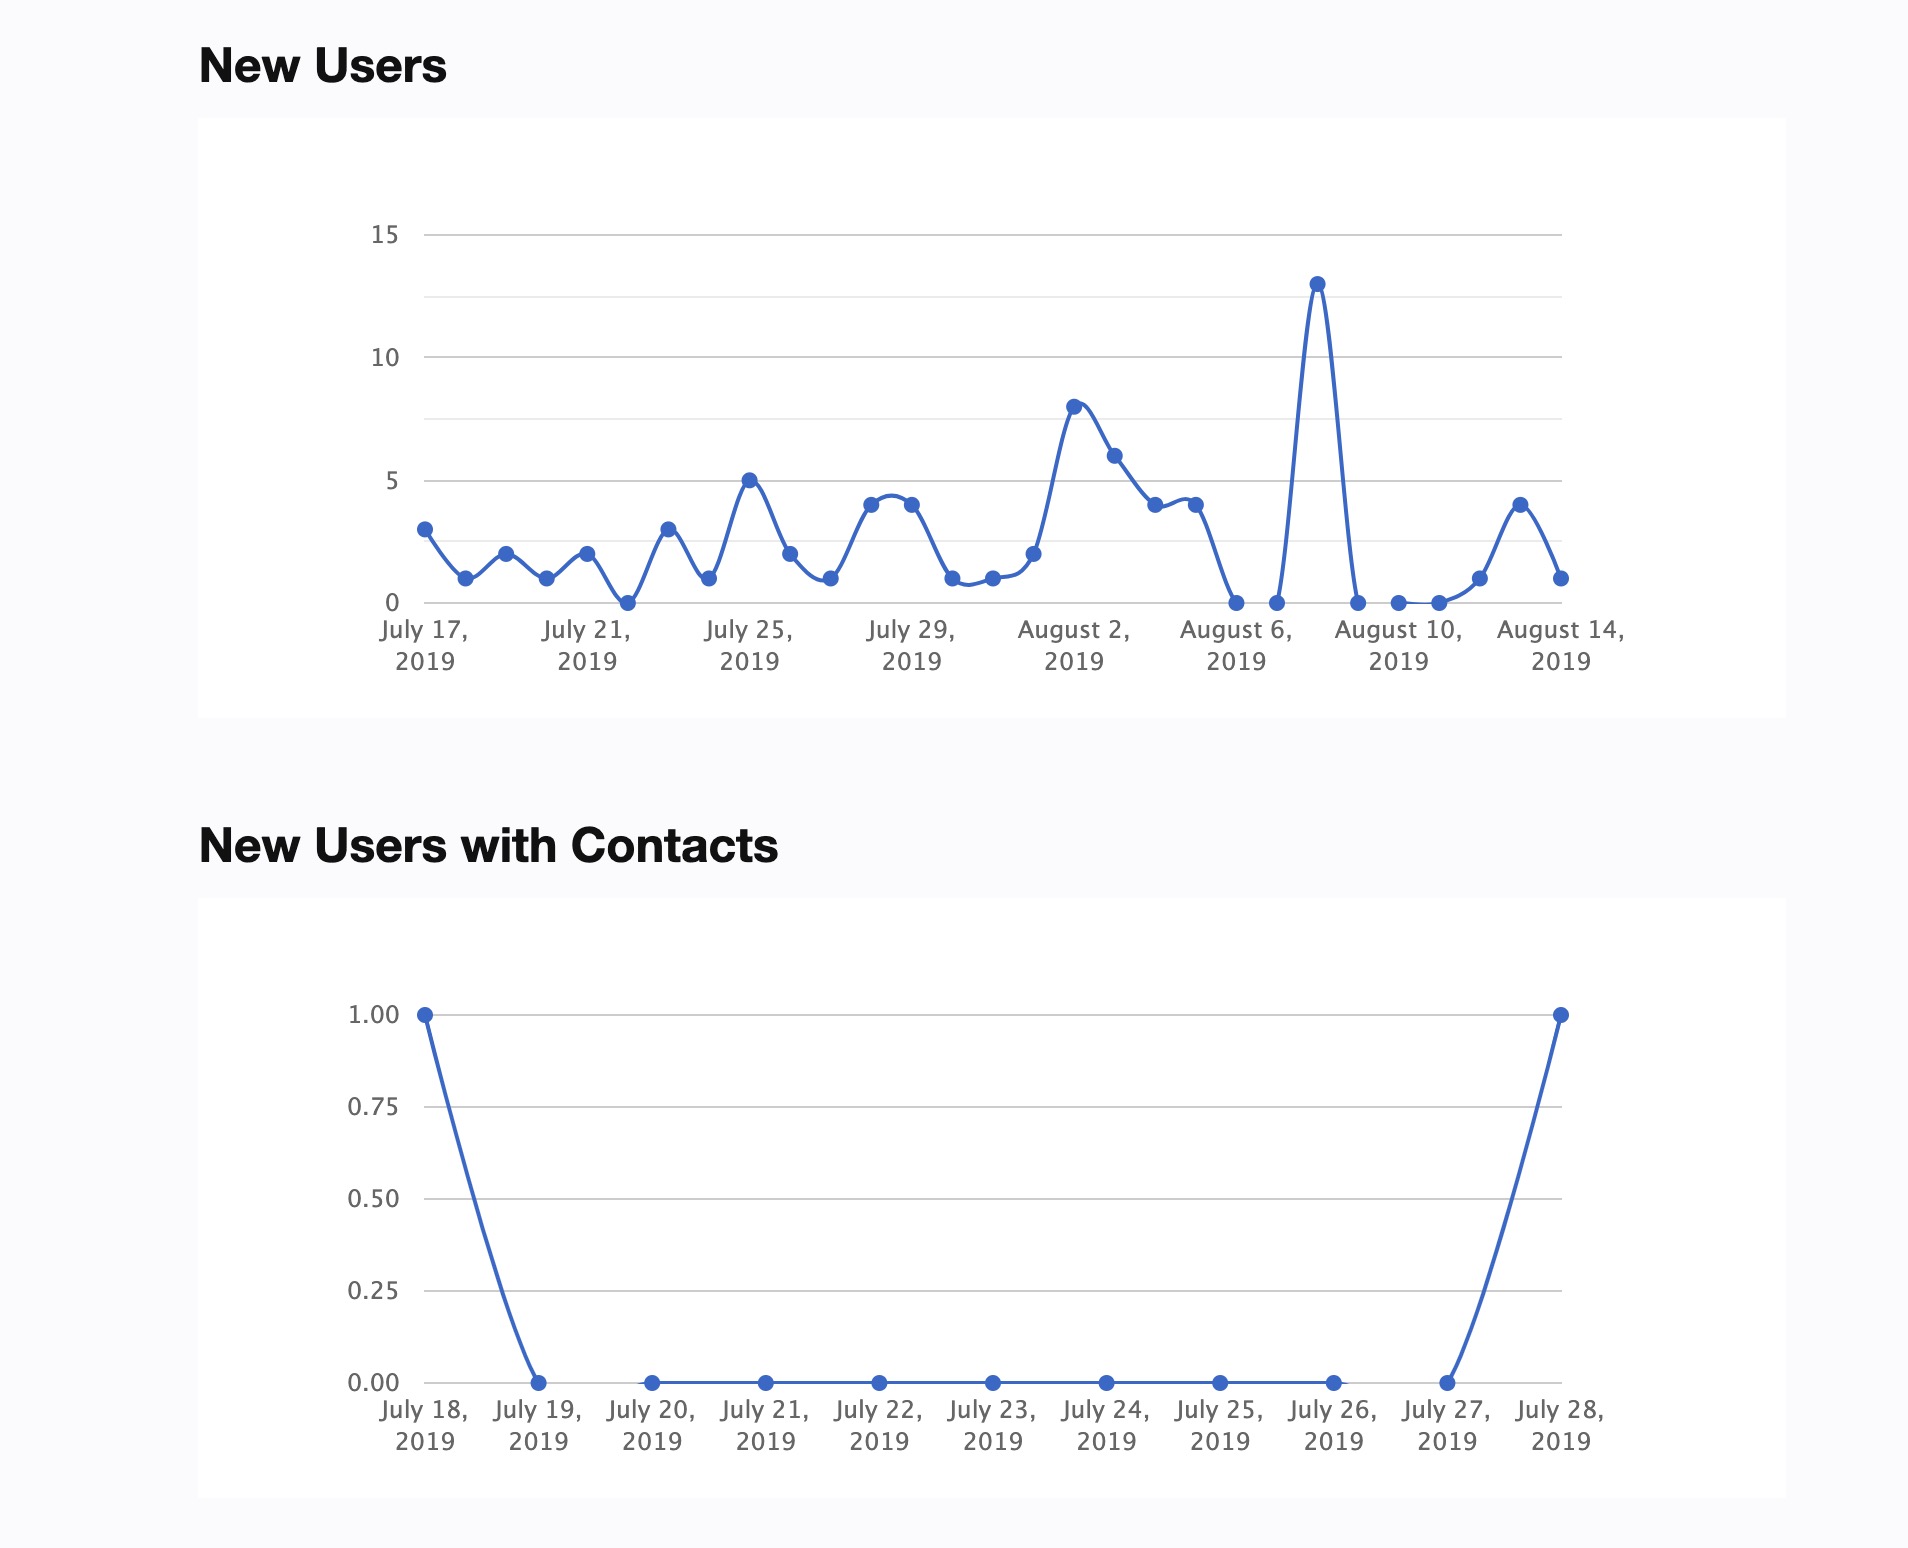 New Users
15
10
5
0
July 17, July 21, July 25, July 29, August 2, August 6, August 10, August 14,
2019 2019 2019 2019 2019 2019 2019 2019
New Users with Contacts
1.00
0.75
0.50
0.25
0.00
July 18, July 19, July 20, July 21, July 22, July 23, July 24, July 25, July 26, July 27, July 28,
2019 2019 2019 2019 2019 2019 2019 2019 2019 2019 2019